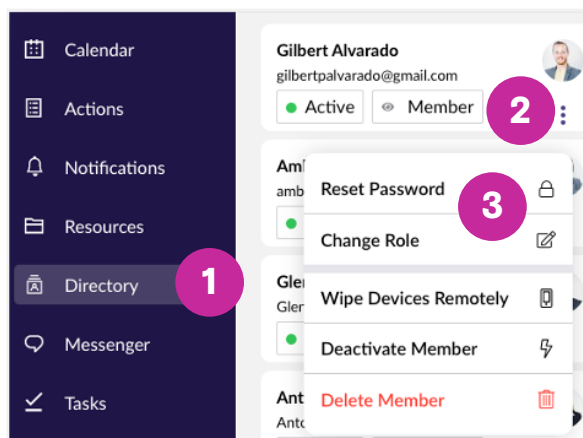 Calendar
Actions
Notifications
Resources
Directory
1
Messenger
Tasks
Gilbert Alvarado
gilbertpalvarado@gmail.com
Active
Member
2
Reset Password
3
Change Role
Wipe Devices Remotely
Deactivate Member
Delete Member